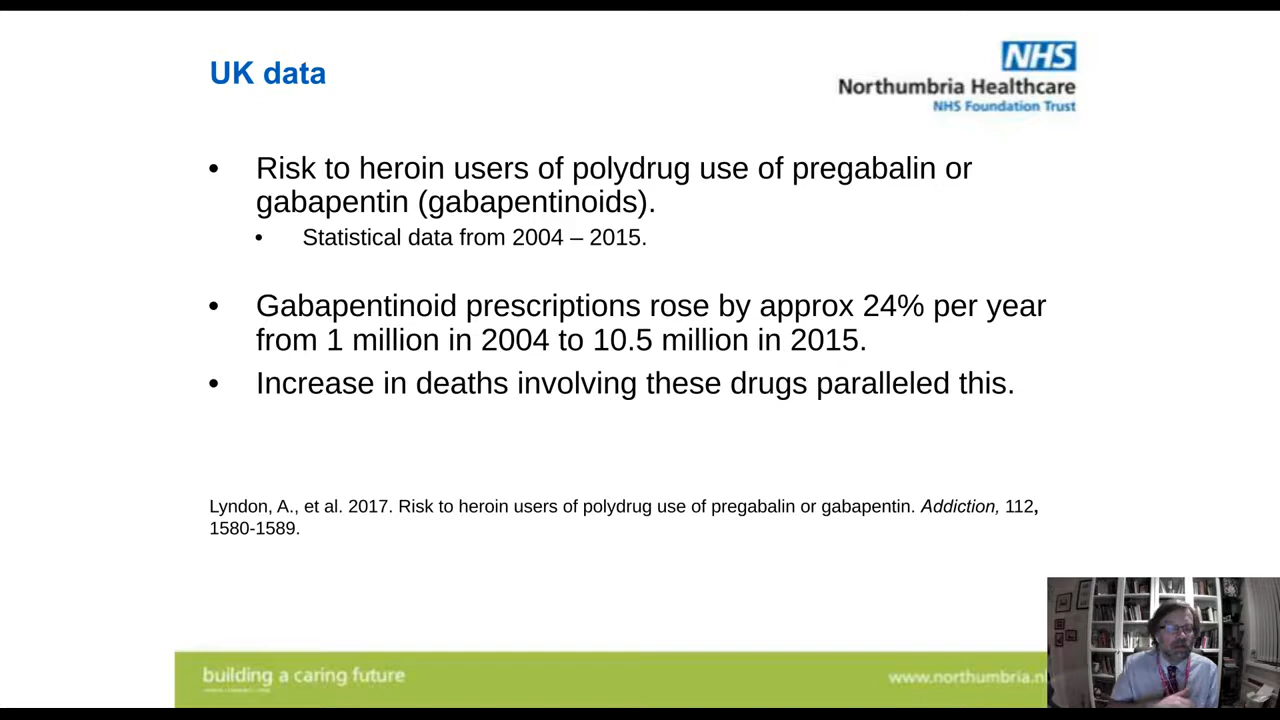 UK data
NHS
Northumbria Healthcare
NHS Foundation Trust
• Risk to heroin users of polydrug use of pregabalin or
gabapentin (gabapentinoids).
• Statistical data from 2004 – 2015.
• Gabapentinoid prescriptions rose by approx 24% per year
from 1 million in 2004 to 10.5 million in 2015.
• Increase in deaths involving these drugs paralleled this.
Lyndon, A., et al. 2017. Risk to heroin users of polydrug use of pregabalin or gabapentin. Addiction, 112,
1580-1589.
building a caring future
www.northumbria.n